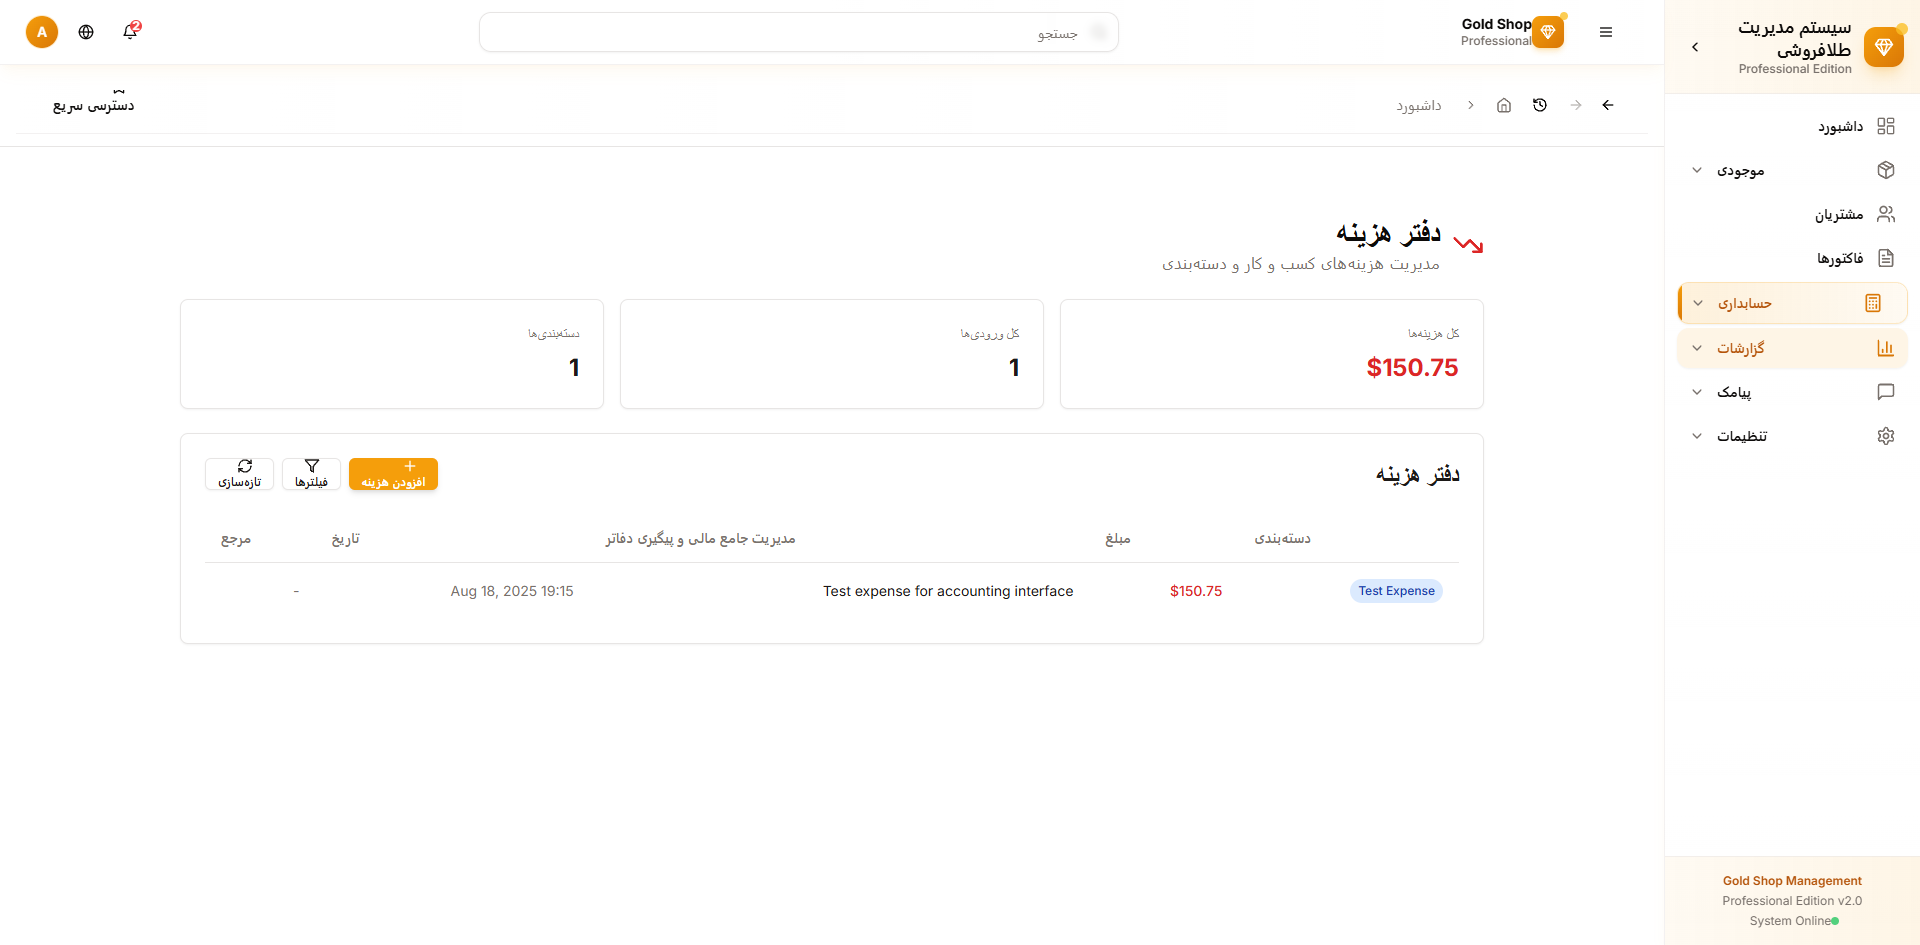 سیستم مدیریت
طلافروشی
Professional Edition
داشبورد
موجودی
مشتریان
فاکتورها
حسابداری
گزارشات
پیامک
تنظیمات
Gold Shop Management
Professional Edition v2.0
System Online
Gold Shop
Professional
جستجو
2
A
داشبورد
دسترسی سریع
دفتر هزینه
مدیریت هزینه‌های کسب و کار و دسته‌بندی
کل هزینه‌ها
$150.75
کل ورودی‌ها
1
دسته‌بندی‌ها
1
دفتر هزینه
افزودن هزینه
فیلترها
تازه‌سازی
دسته‌بندی مبلغ مدیریت جامع مالی و پیگیری دفاتر تاریخ مرجع
Test Expense $150.75 Test expense for accounting interface Aug 18, 2025 19:15 -